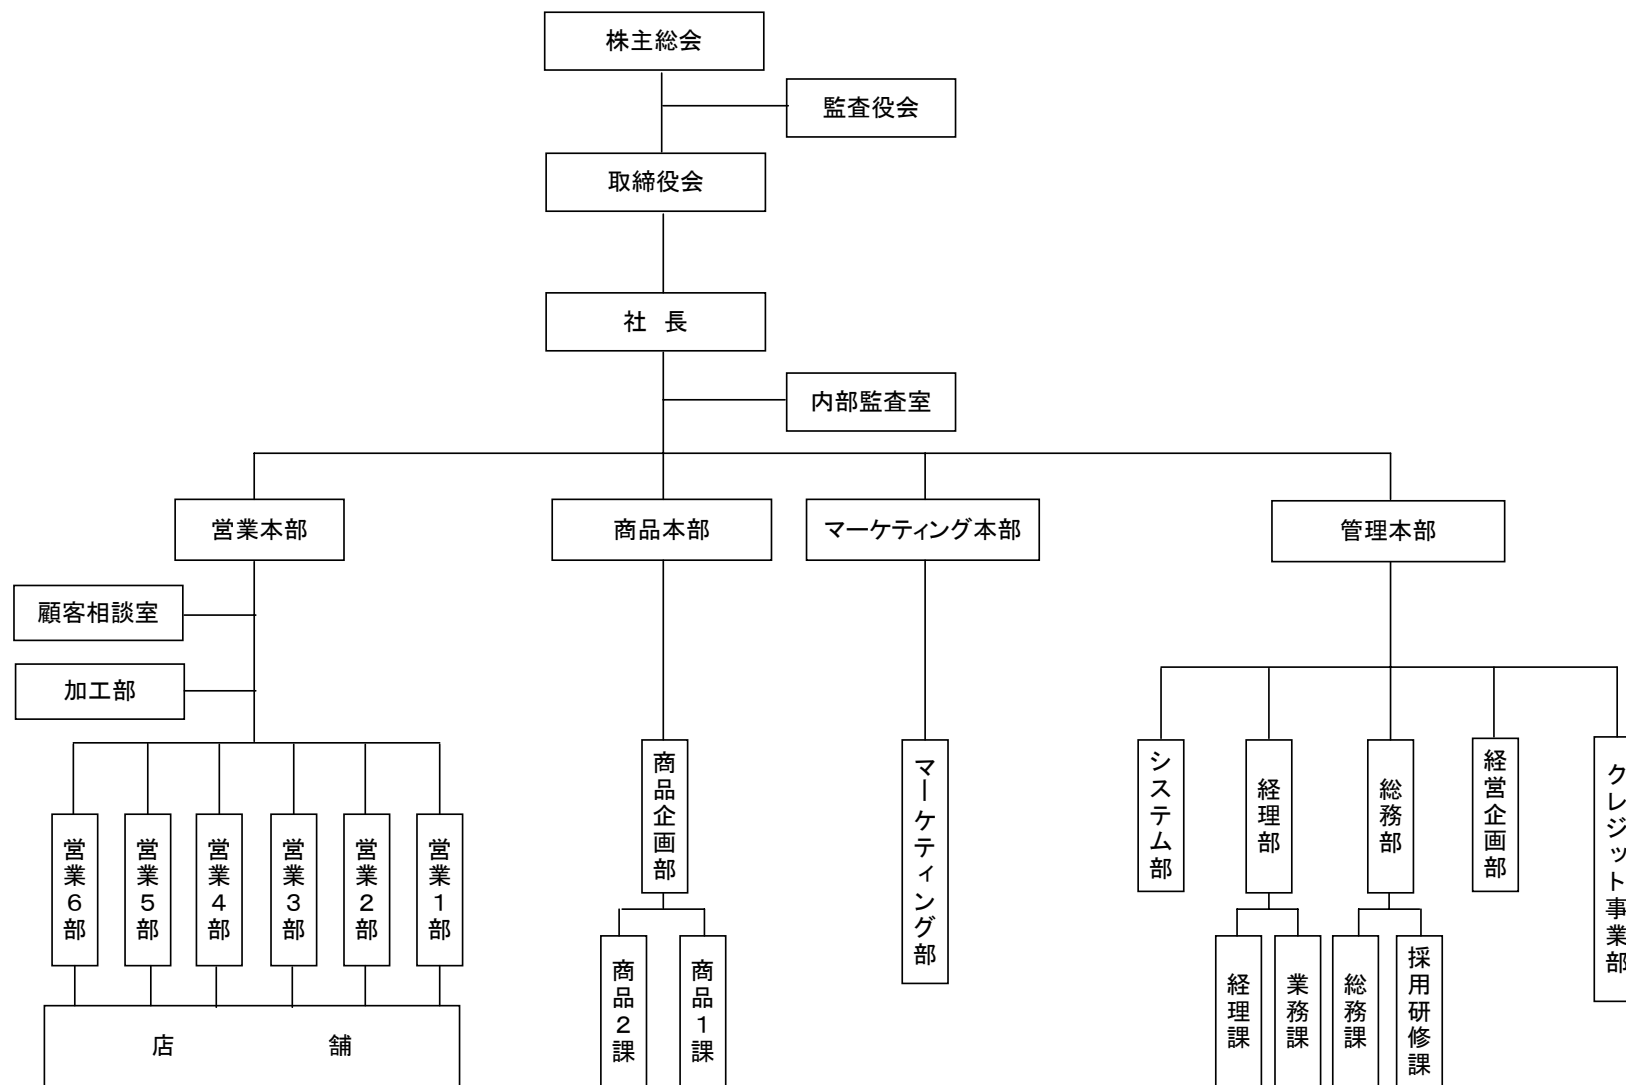 株主総会
監査役会
取締役会
社 長
内部監査室
営業本部
商品本部
マーケティング本部
管理本部
顧客相談室
加工部
営業6部
営業5部
営業4部
営業3部
営業2部
営業1部
店 舗
商品企画部
商品2課
商品1課
マーケティング部
システム部
経理部
総務部
経営企画部
クレジット事業部
経理課
業務課
総務課
採用研修課